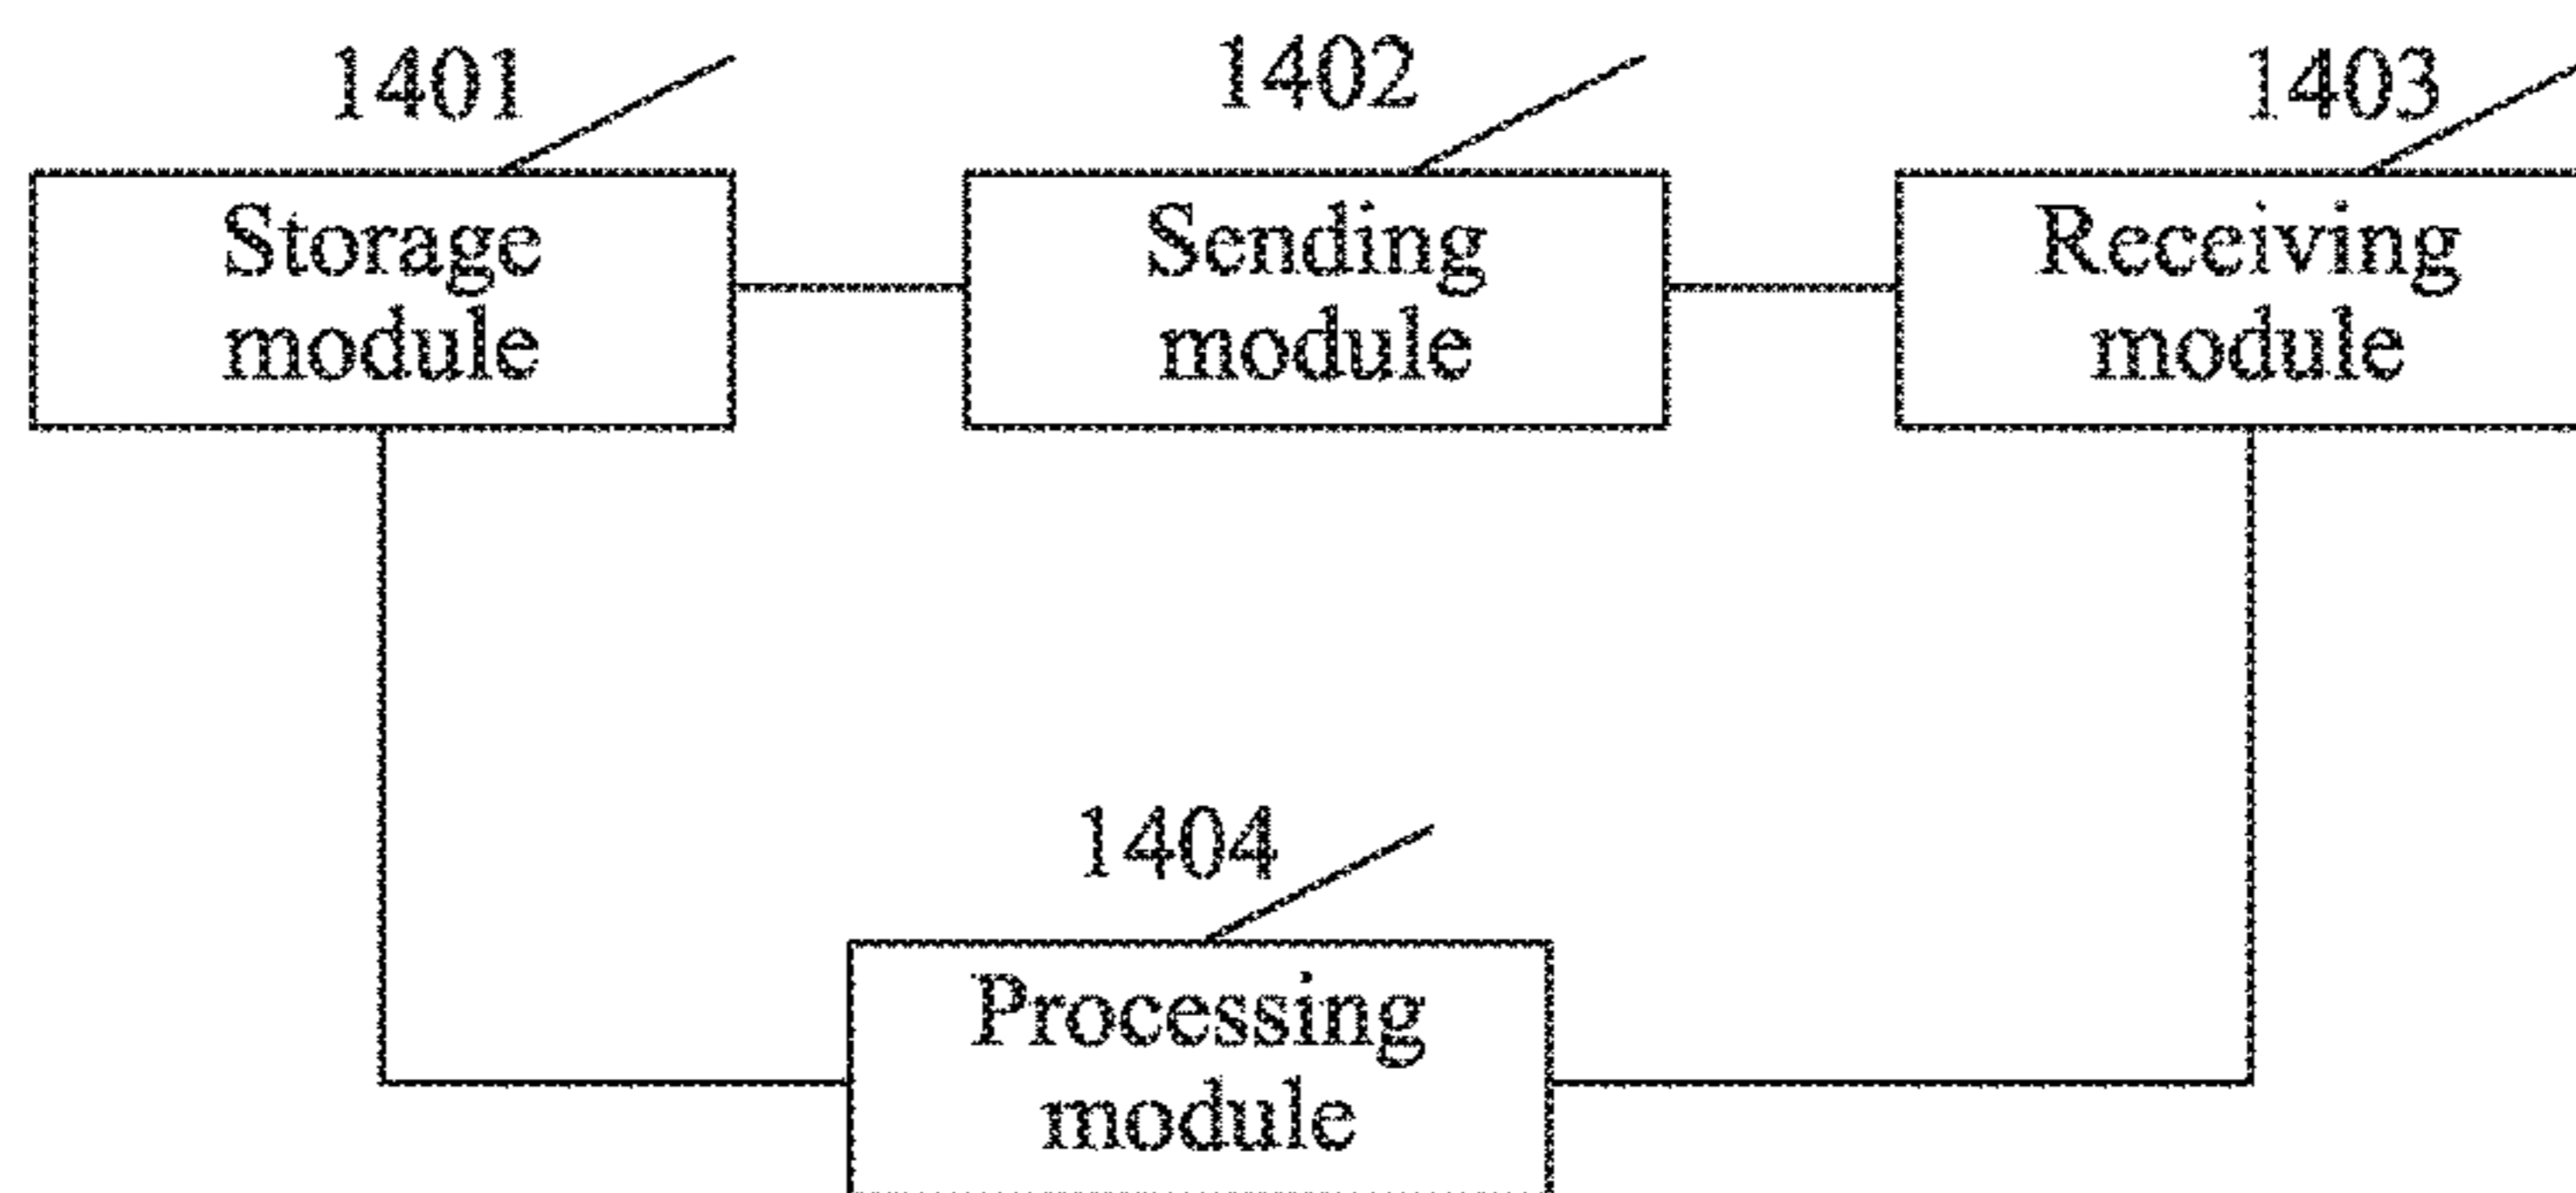 1401
1402
1403
Storage
module
Sending
module
Receiving
module
1404
Processing
module